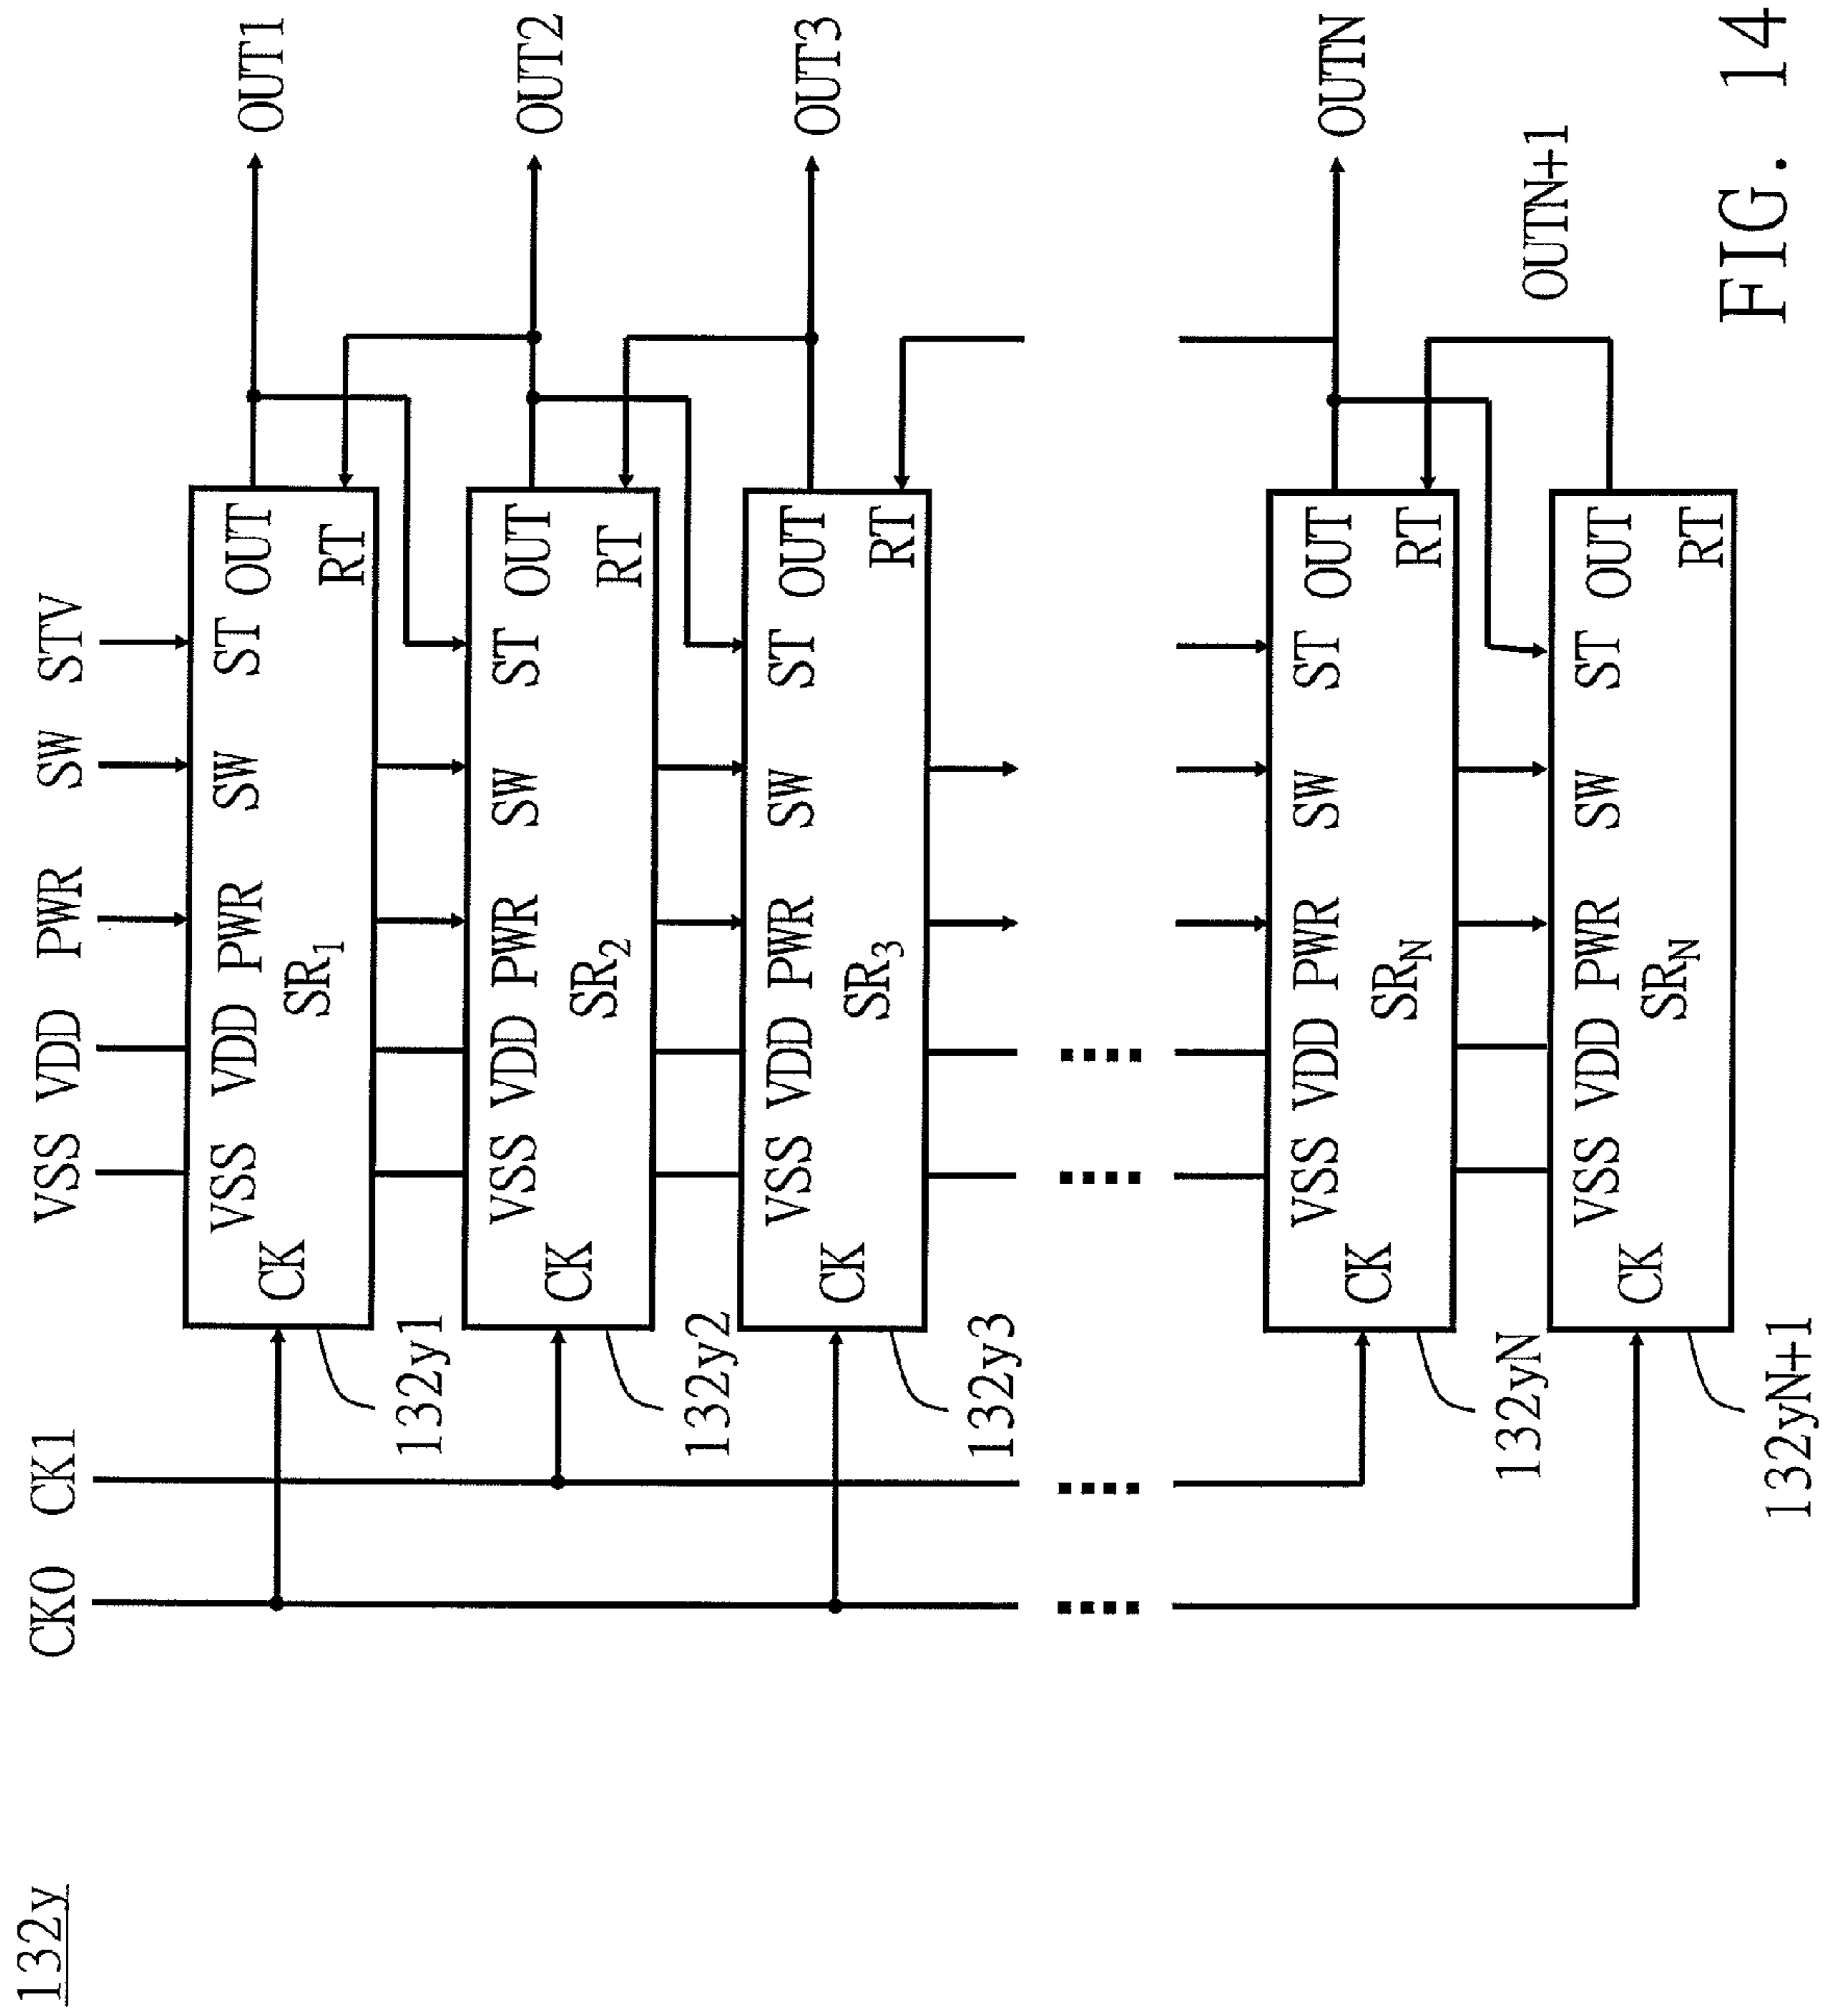 132y
CK0 CK1 VSS VDD PWR SW STV
CK VSS VDD PWR SW ST OUT
SR1 RT
OUT1
132y1
CK VSS VDD PWR SW ST OUT
SR2 RT
OUT2
132y2
CK VSS VDD PWR SW ST OUT
SR3 RT
OUT3
132y3
CK VSS VDD PWR SW ST OUT
SRN RT
OUTN
132yN
OUTN+1
CK VSS VDD PWR SW ST OUT
SRN RT
132yN+1
FIG. 14